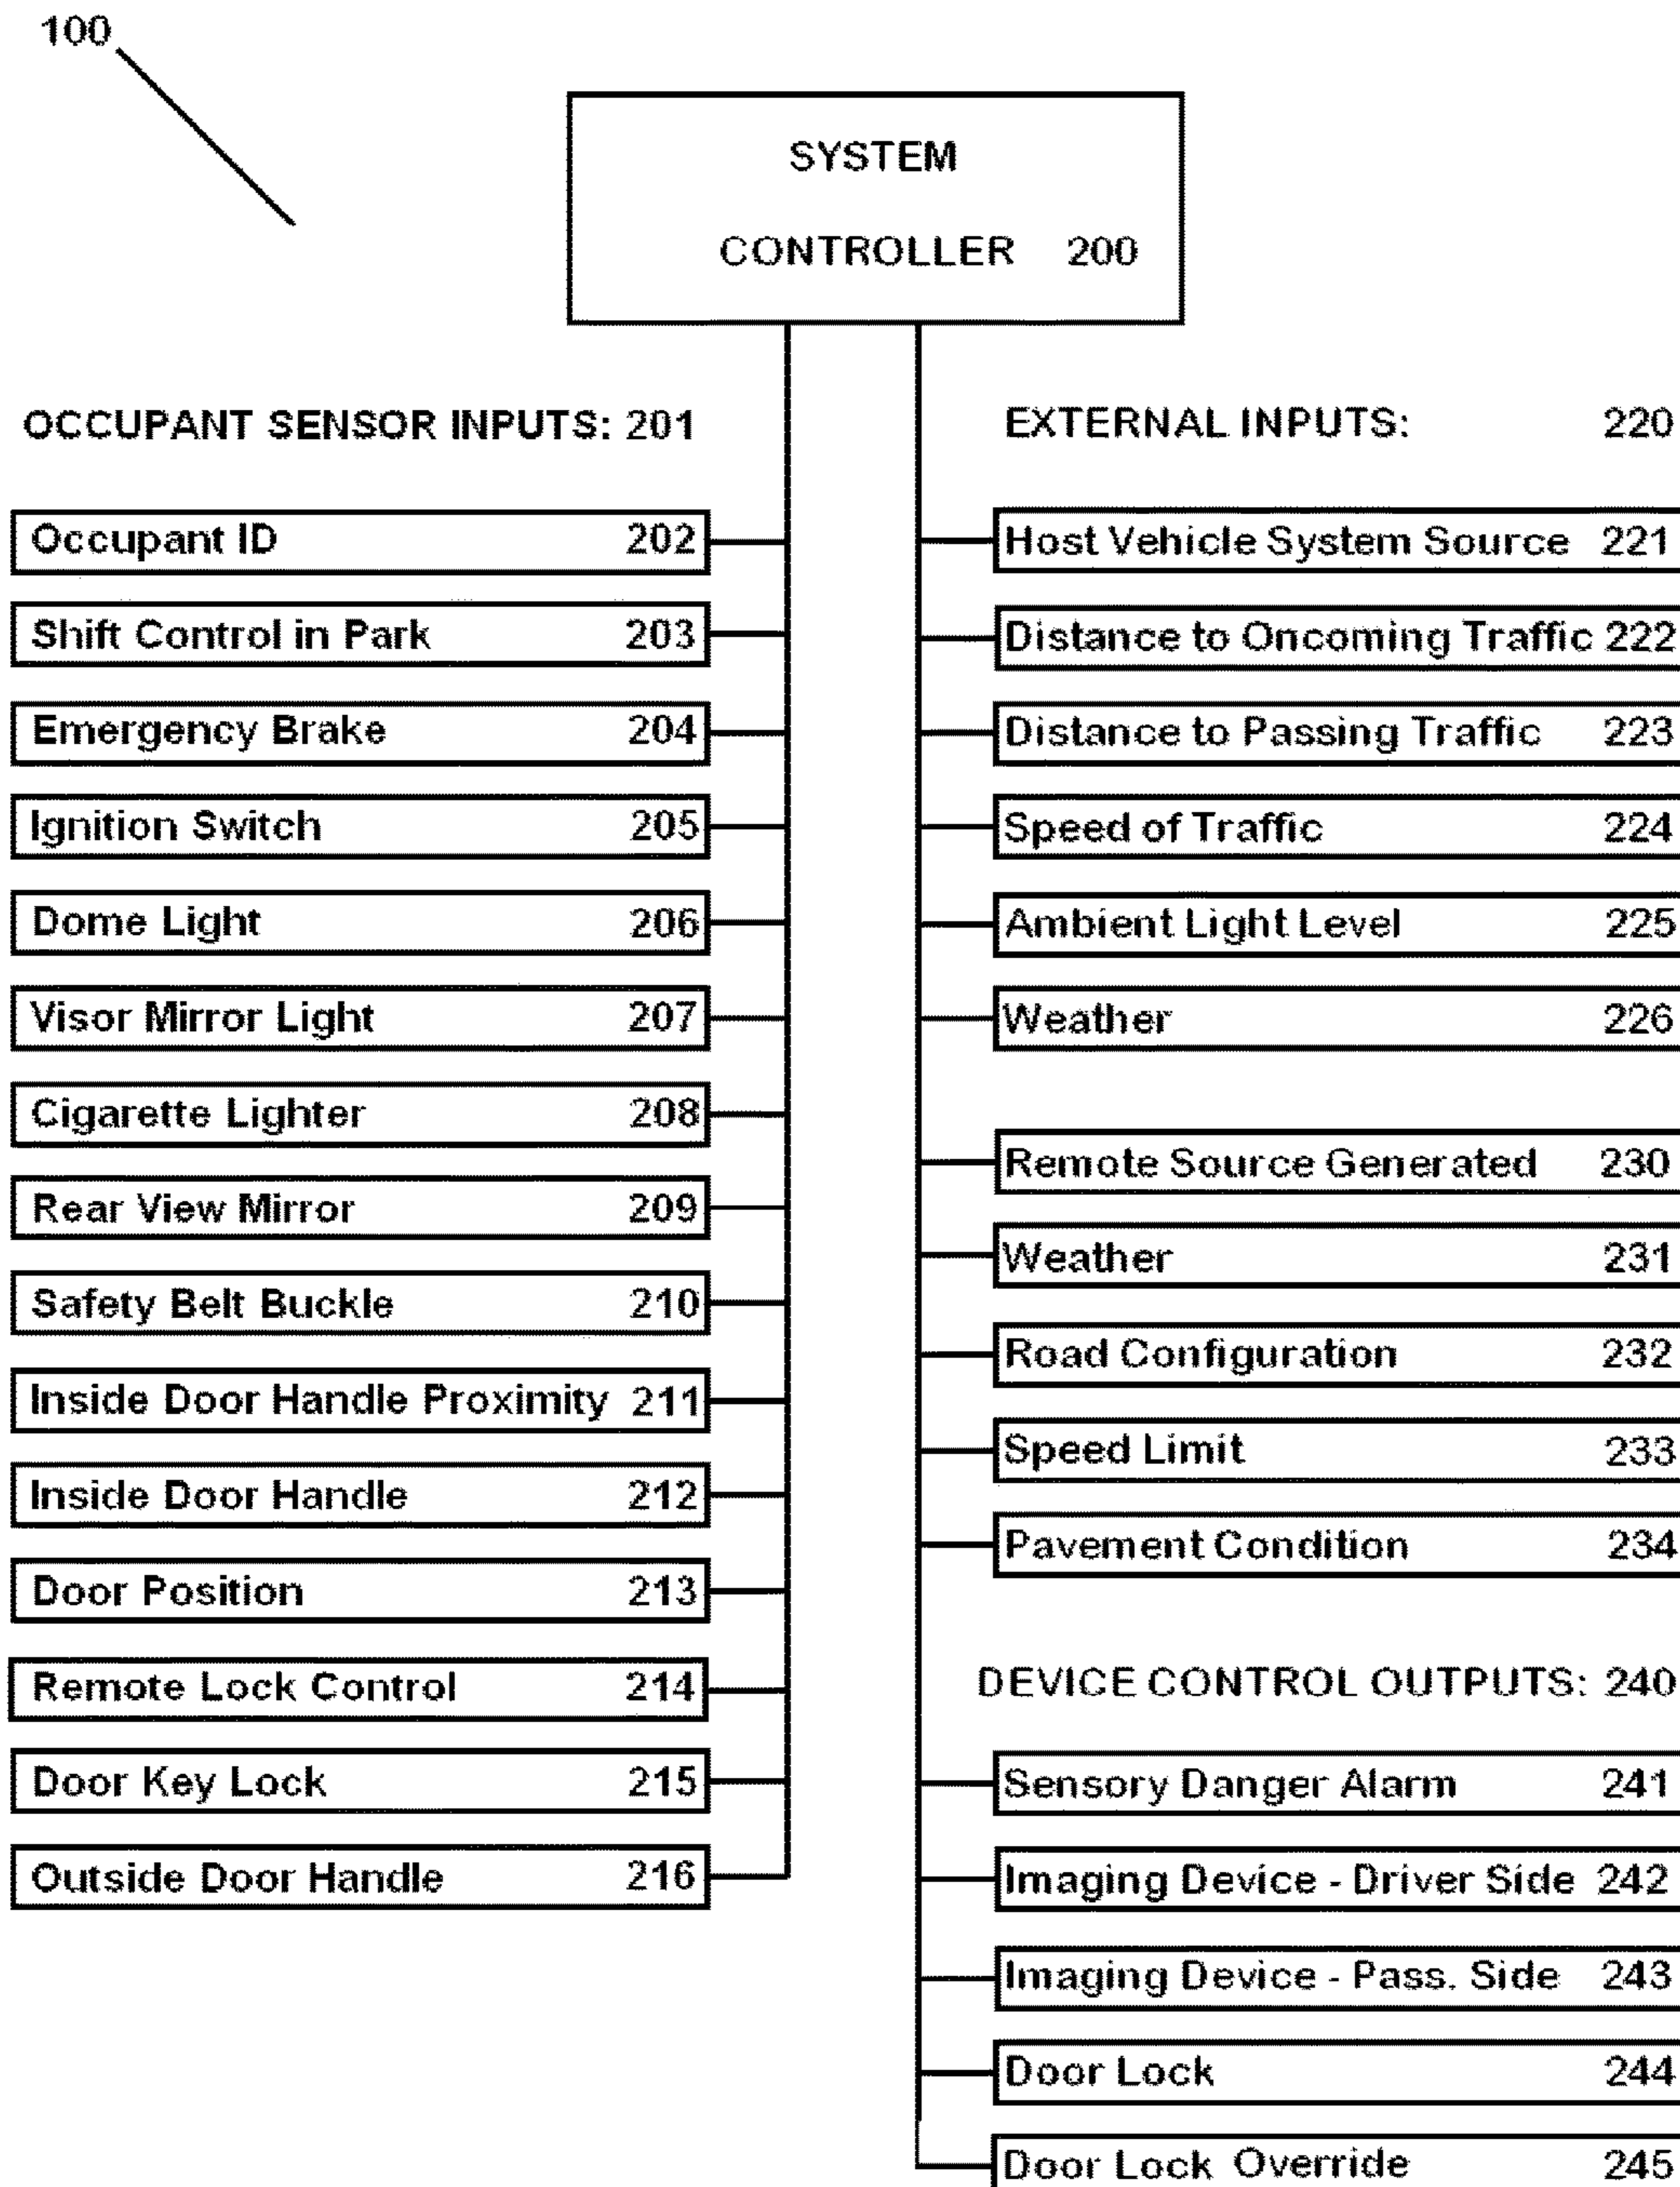 100
SYSTEM
CONTROLLER 200
OCCUPANT SENSOR INPUTS: 201
Occupant ID 202
Shift Control in Park 203
Emergency Brake 204
Ignition Switch 205
Dome Light 206
Visor Mirror Light 207
Cigarette Lighter 208
Rear View Mirror 209
Safety Belt Buckle 210
Inside Door Handle Proximity 211
Inside Door Handle 212
Door Position 213
Remote Lock Control 214
Door Key Lock 215
Outside Door Handle 216
EXTERNAL INPUTS: 220
Host Vehicle System Source 221
Distance to Oncoming Traffic 222
Distance to Passing Traffic 223
Speed of Traffic 224
Ambient Light Level 225
Weather 226
Remote Source Generated 230
Weather 231
Road Configuration 232
Speed Limit 233
Pavement Condition 234
DEVICE CONTROL OUTPUTS: 240
Sensory Danger Alarm 241
Imaging Device - Driver Side 242
Imaging Device - Pass. Side 243
Door Lock 244
Door Lock Override 245